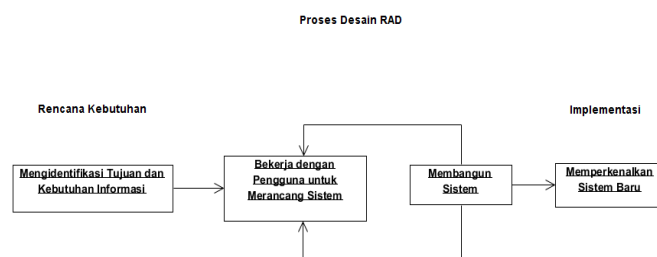 Proses Desain RAD
Rencana Kebutuhan
Implementasi
Mengidentifikasi Tujuan dan
Kebutuhan Informasi
Bekerja dengan
Pengguna untuk
Merancang Sistem
Membangun
Sistem
Memperkenalkan
Sistem Baru